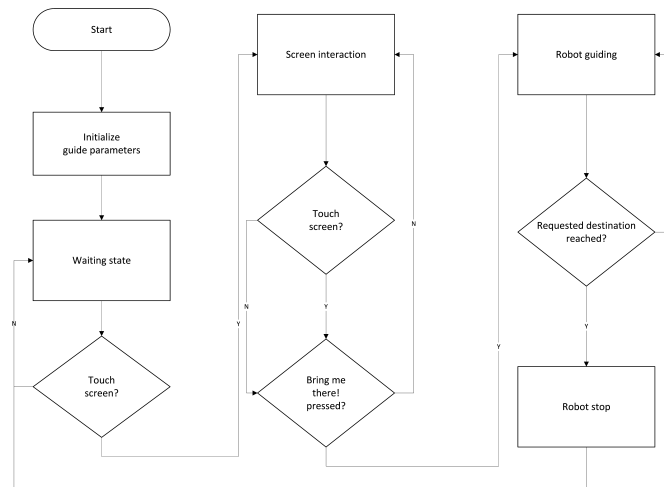 Start
Initialize
guide parameters
Waiting state
N
Touch
screen?
Y
Screen interaction
Touch
screen?
N
N
Y
Bring me
there!
pressed?
Y
Robot guiding
Requested destination
reached?
Y
Robot stop